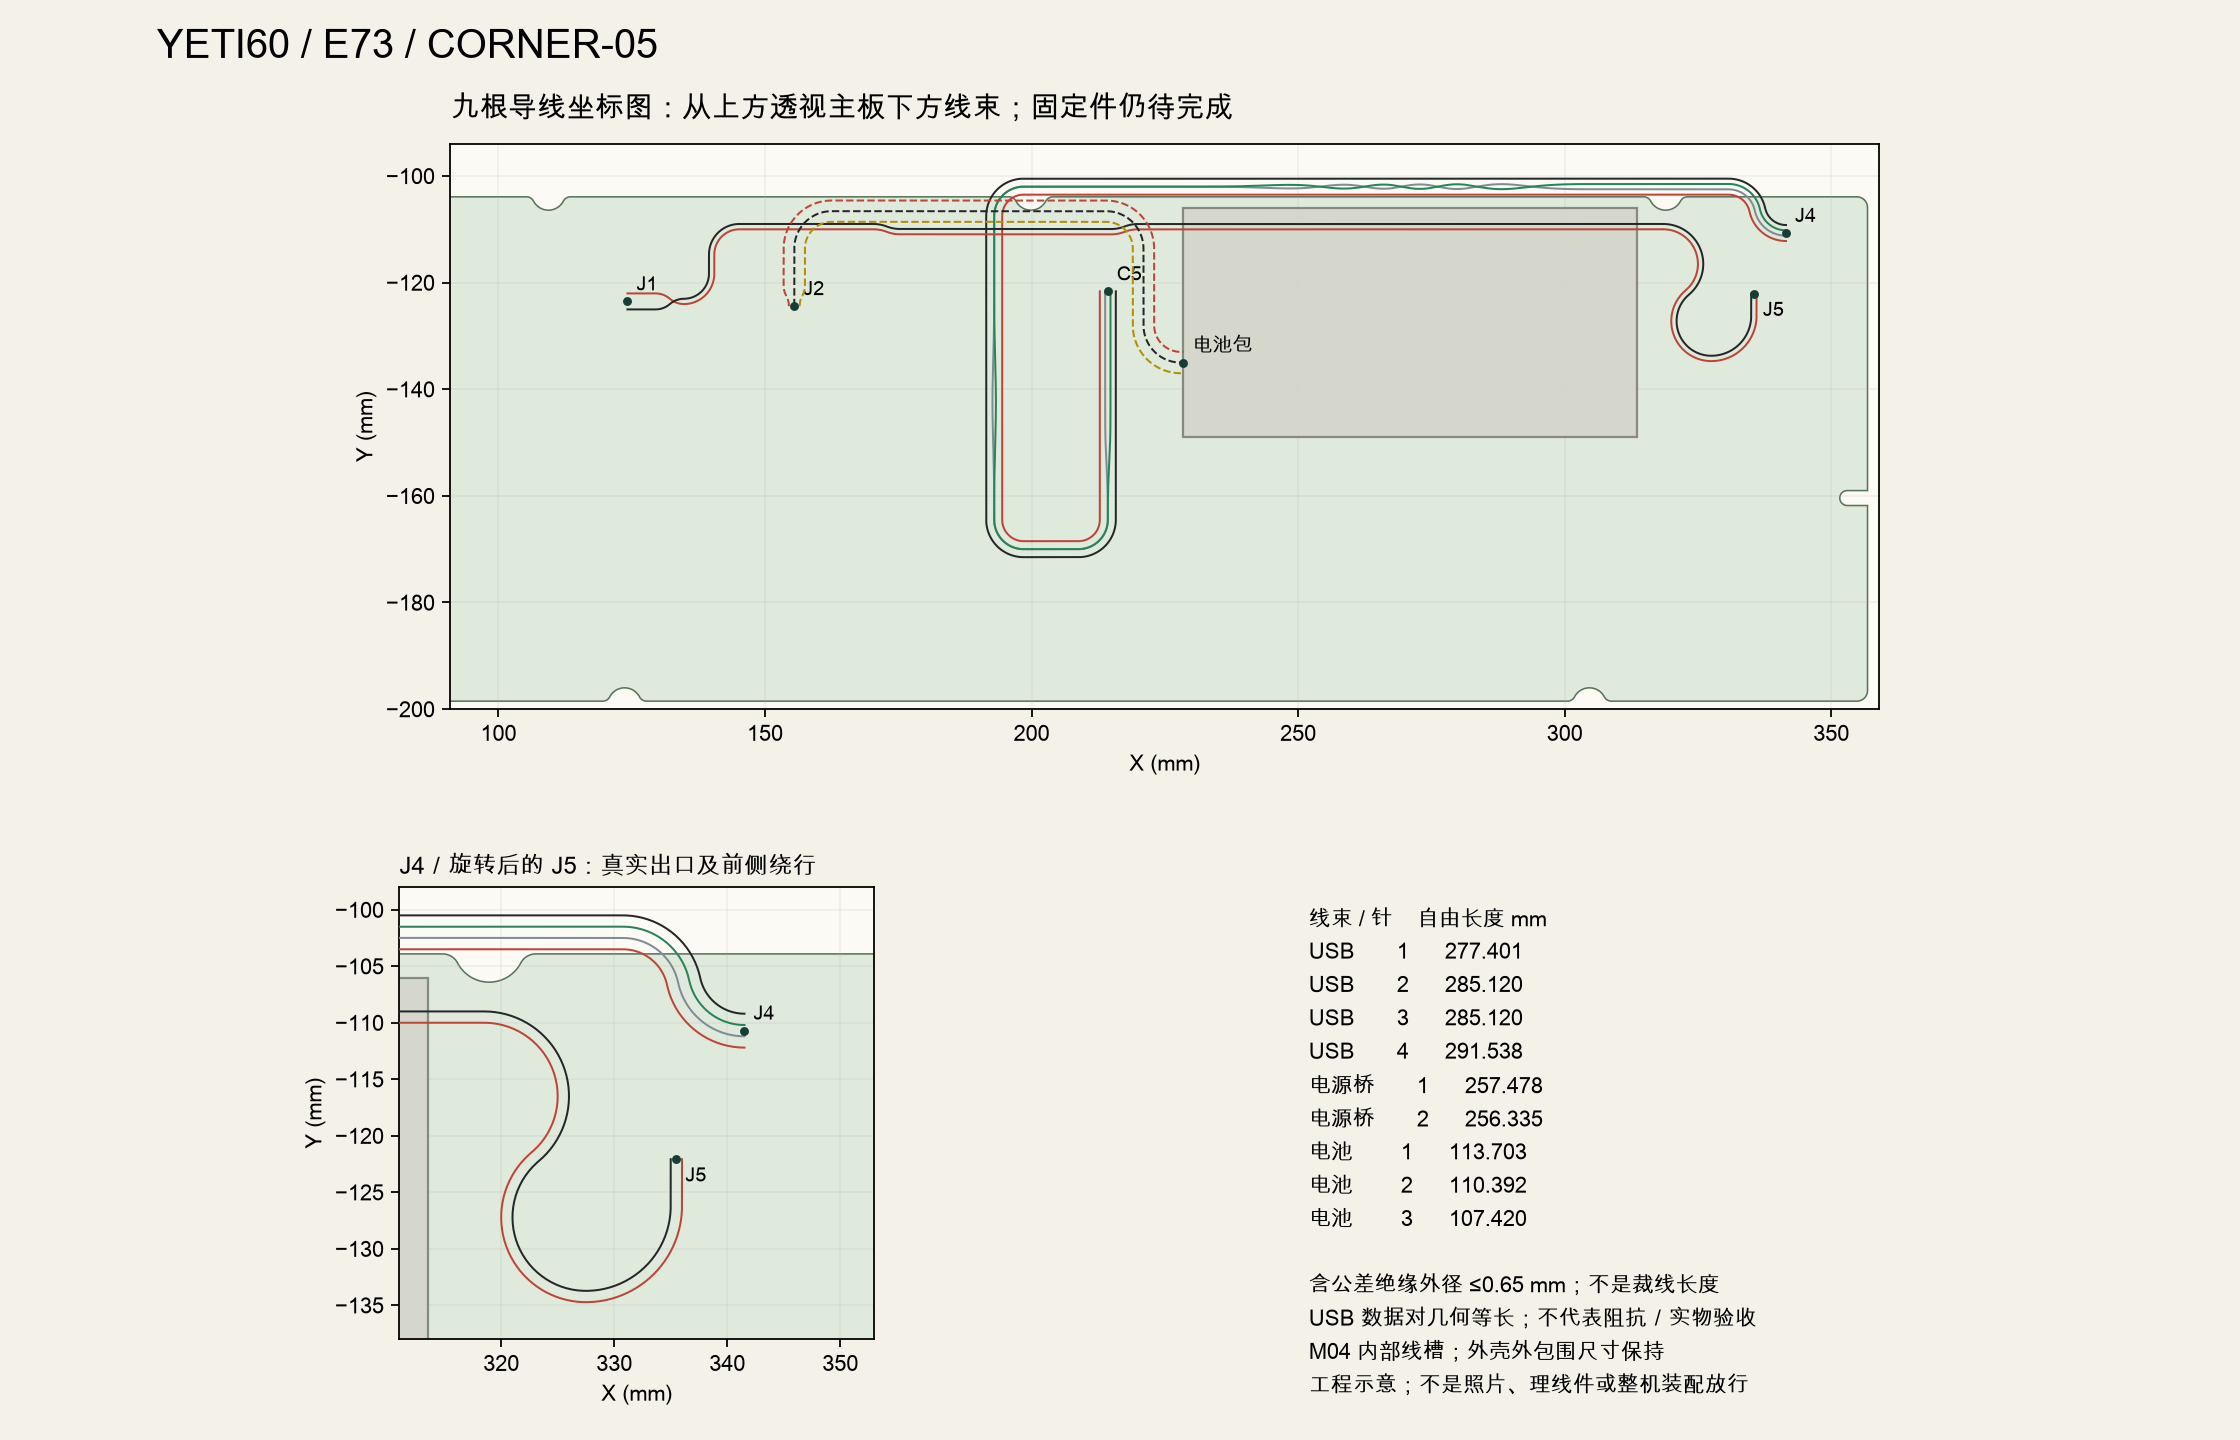 YETI60 / E73 / CORNER-05
九根导线坐标图：从上方透视主板下方线束；固定件仍待完成
−100
−120
−140
−160
−180
−200
Y (mm)
100
150
200
250
300
350
X (mm)
J1
J2
C5
电池包
J4
J5
J4 / 旋转后的 J5：真实出口及前侧绕行
−100
−105
−110
−115
−120
−125
−130
−135
Y (mm)
320
330
340
350
X (mm)
J4
J5
线束 / 针 自由长度 mm
USB 1 277.401
USB 2 285.120
USB 3 285.120
USB 4 291.538
电源桥 1 257.478
电源桥 2 256.335
电池 1 113.703
电池 2 110.392
电池 3 107.420
含公差绝缘外径 ≤0.65 mm；不是裁线长度
USB 数据对几何等长；不代表阻抗 / 实物验收
M04 内部线槽；外壳外包围尺寸保持
工程示意；不是照片、理线件或整机装配放行